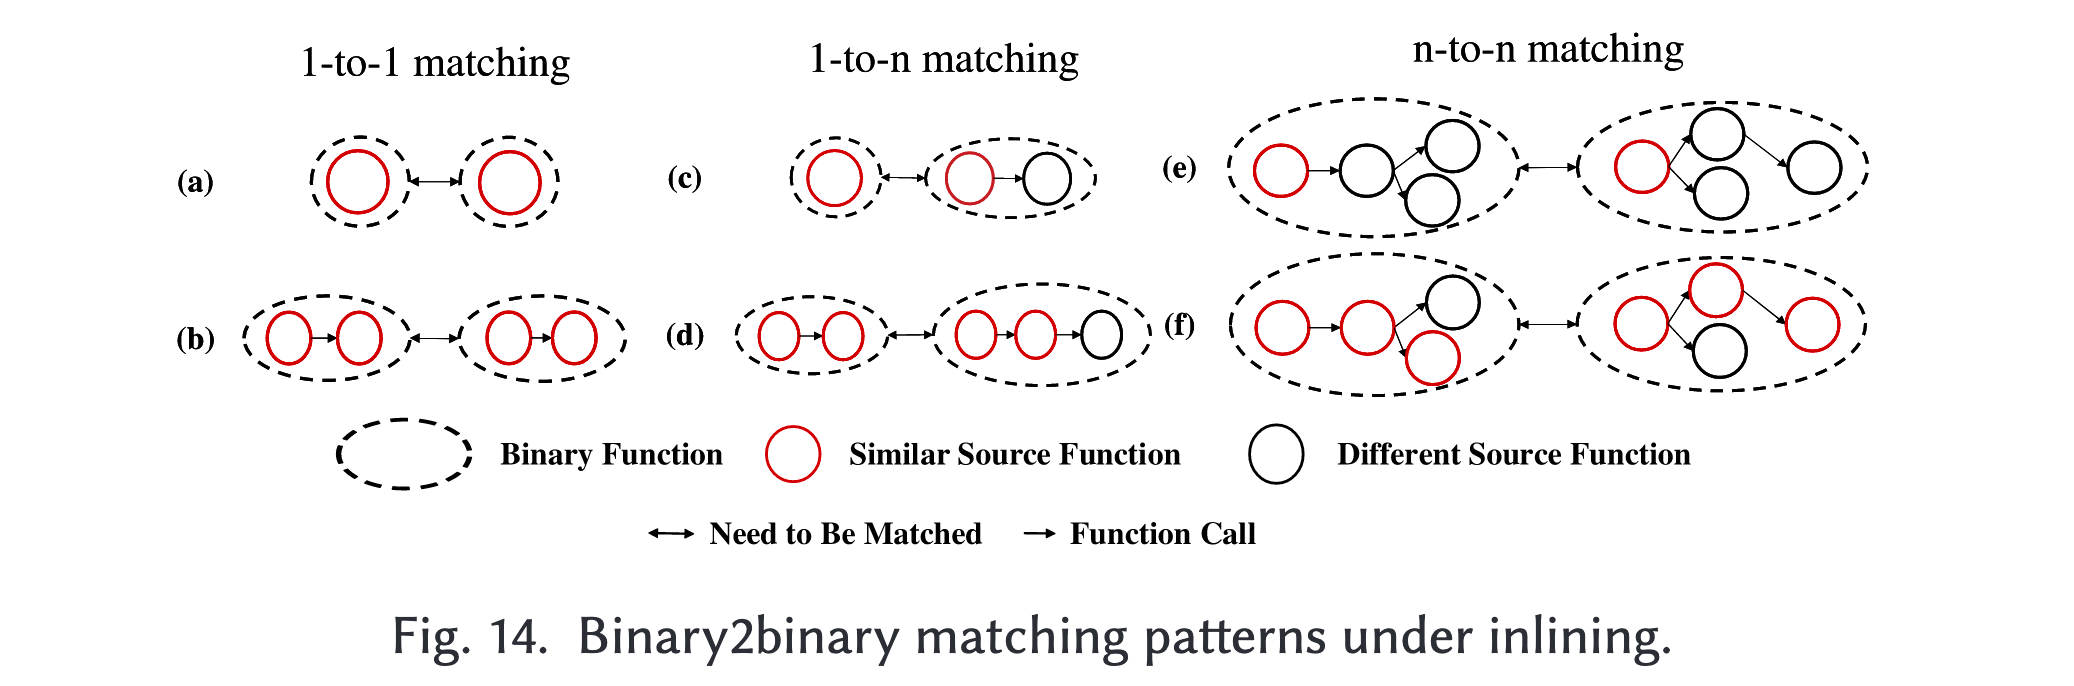 1-to-1 matching
1-to-n matching
n-to-n matching
(a)
(c)
(e)
(b)
(d)
(f)
Binary Function
Similar Source Function
Different Source Function
Need to Be Matched
Function Call
Fig. 14. Binary2binary matching patterns under inlining.